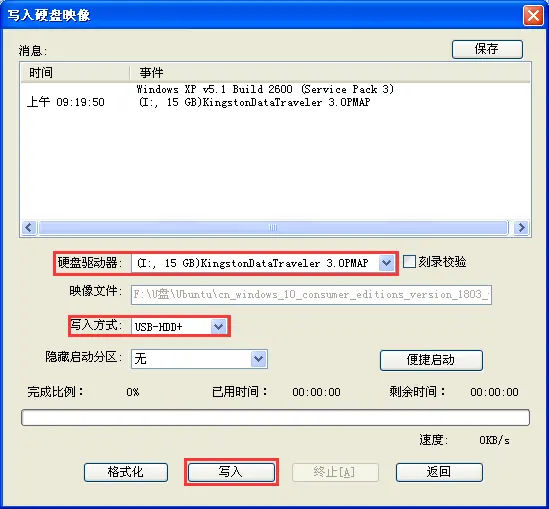 写入硬盘映像
消息:
保存
时间 事件
Windows XP v5.1 Build 2600 (Service Pack 3)
上午 09:19:50 (I:, 15 GB)KingstonDataTraveler 3.0PMAP
硬盘驱动器: (I:, 15 GB)KingstonDataTraveler 3.0PMAP 刻录校验
映像文件: F:\U盘\Ubuntu\cn_windows_10_consumer_editions_version_1803_
写入方式: USB-HDD+
隐藏启动分区: 无 便捷启动
完成比例: 0% 已用时间: 00:00:00 剩余时间: 00:00:00
速度: 0KB/s
格式化 写入 终止[A] 返回